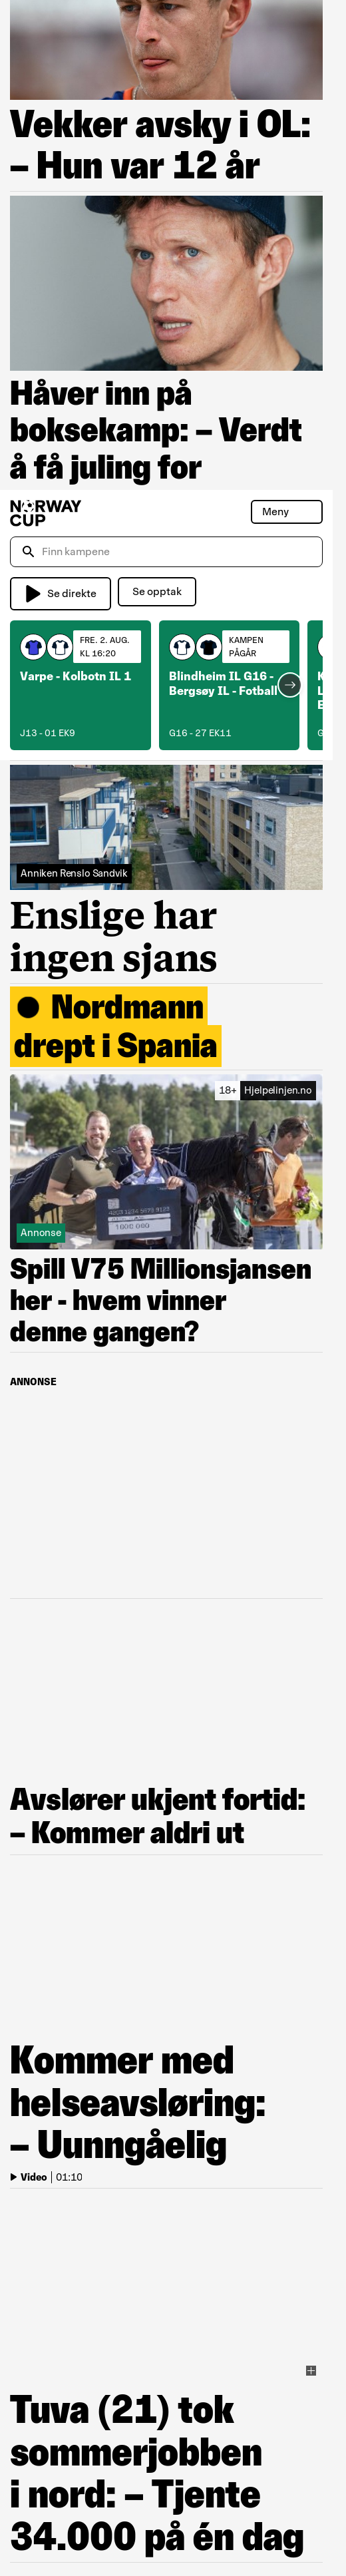 Vekker avsky i OL:
– Hun var 12 år
Håver inn på
boksekamp: – Verdt
å få juling for
NORWAY
CUP
Meny
Finn kampene
Se direkte
Se opptak
FRE. 2. AUG.
KL 16:20
Varpe - Kolbotn IL 1
J13 - 01 EK9
KAMPEN
PÅGÅR
Blindheim IL G16 -
Bergsøy IL - Fotball
G16 - 27 EK11
Anniken Renslo Sandvik
Enslige har
ingen sjans
Nordmann
drept i Spania
18+ Hjelpelinjen.no
Annonse
Spill V75 Millionsjansen
her - hvem vinner
denne gangen?
ANNONSE
Avslører ukjent fortid:
– Kommer aldri ut
Kommer med
helseavsløring:
– Uunngåelig
Video | 01:10
Tuva (21) tok
sommerjobben
i nord: – Tjente
34.000 på én dag